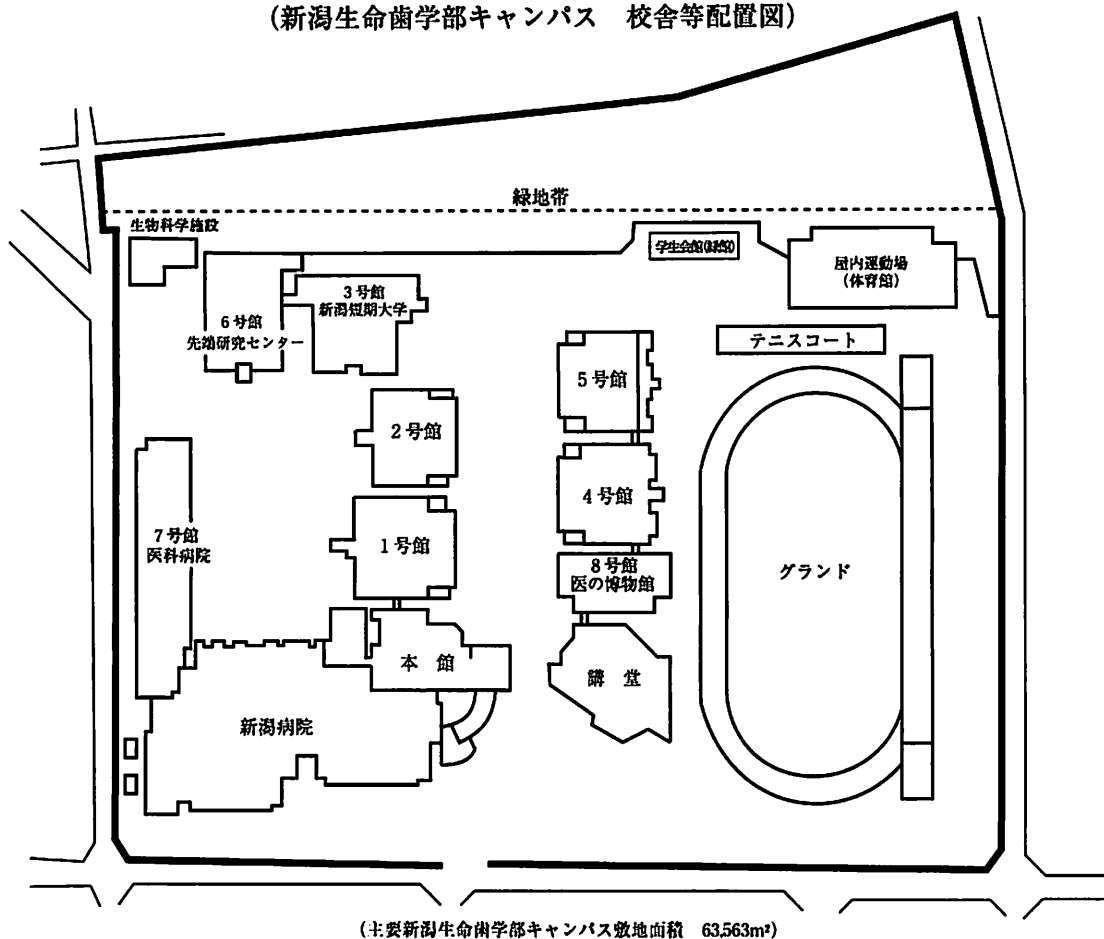 (新潟生命歯学部キャンパス 校舎等配置図)
緑地帯
生物科学施設
学生会館
屋内運動場
(体育館)
3号館
新潟短期大学
6号館
先端研究センター
テニスコート
5号館
2号館
4号館
7号館
医科病院
1号館
8号館
医の博物館
グランド
本館
講堂
新潟病院
(主要新潟生命歯学部キャンパス敷地面積 63,563m²)